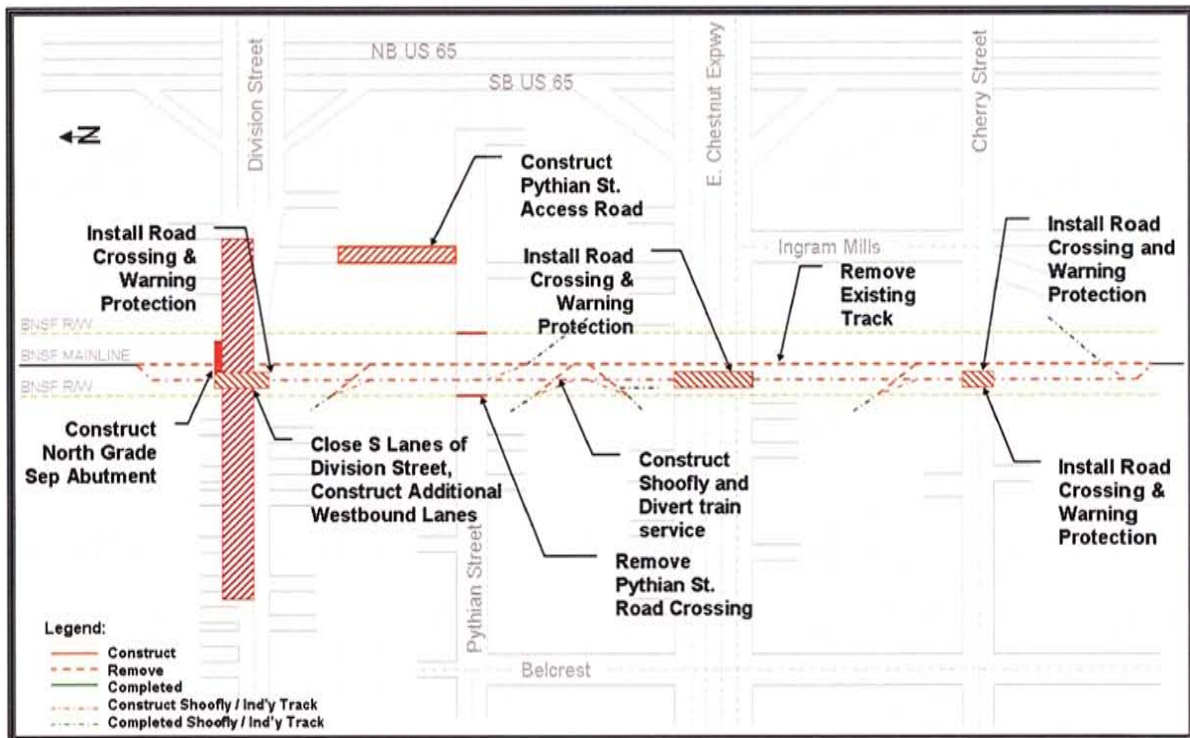 NB US 65
SB US 65
N
Division Street
E. Chestnut Expwy
Cherry Street
Construct
Pythian St.
Access Road
Install Road
Crossing &
Warning
Protection
Install Road
Crossing &
Warning
Protection
Ingram Mills
Remove
Existing
Track
Install Road
Crossing and
Warning
Protection
BNSF R/W
BNSF MAINLINE
BNSF R/W
Construct
North Grade
Sep Abutment
Close S Lanes of
Division Street,
Construct Additional
Westbound Lanes
Pythian Street
Construct
Shoofly and
Divert train
service
Install Road
Crossing &
Warning
Protection
Remove
Pythian St.
Road Crossing
Belcrest
Legend:
Construct
Remove
Completed
Construct Shoofly / Ind'y Track
Completed Shoofly / Ind'y Track